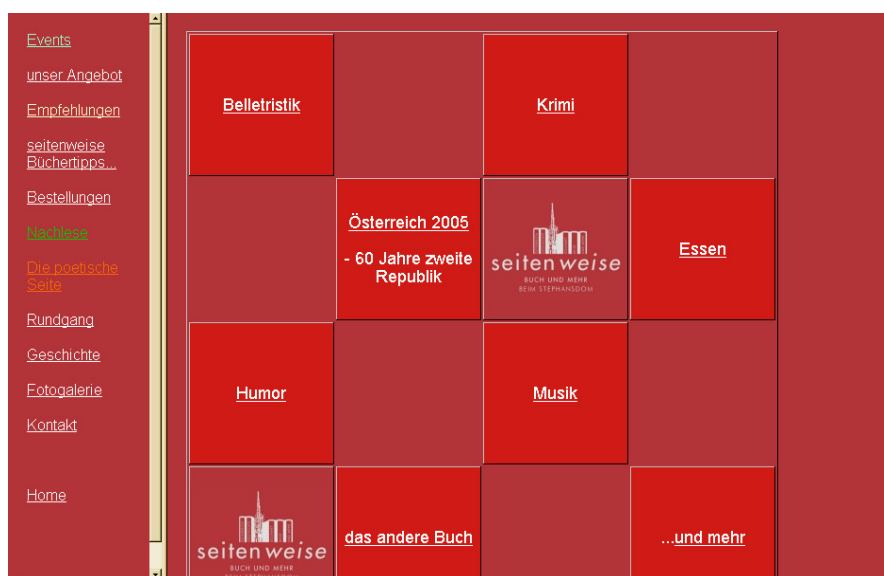 Events
unser Angebot
Empfehlungen
seitenweise
Büchertipps...
Bestellungen
Nachlese
Die poetische
Seite
Rundgang
Geschichte
Fotogalerie
Kontakt
Home
Belletristik
Krimi
Österreich 2005
- 60 Jahre zweite
Republik
seiten weise
BUCH UND MEHR
BEIM STEPHANSDOM
Essen
Humor
Musik
seiten weise
BUCH UND MEHR
BEIM STEPHANSDOM
das andere Buch
...und mehr